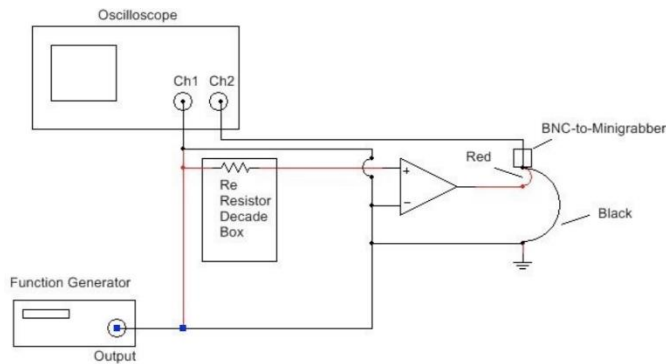 Oscilloscope
Ch1 Ch2
BNC-to-Minigrabber
Red
+
−
Re
Resistor
Decade
Box
Black
Function Generator
Output